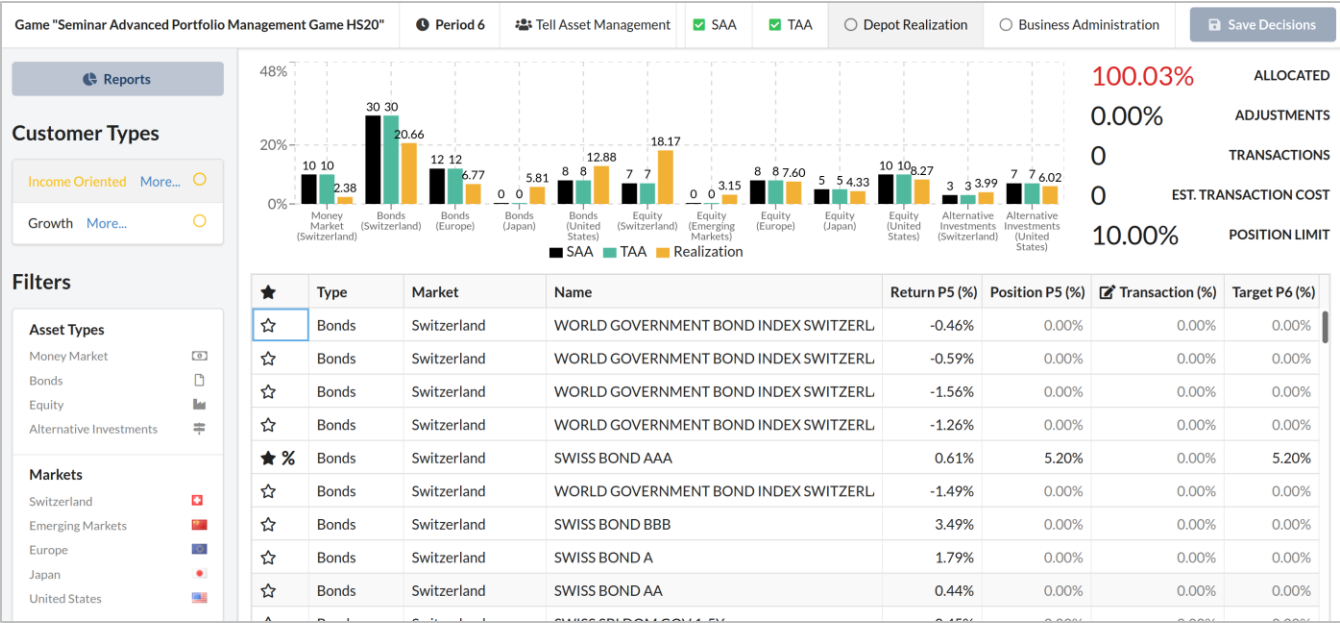 Game "Seminar Advanced Portfolio Management Game HS20" Period 6 Tell Asset Management SAA TAA Depot Realization Business Administration Save Decisions
Reports
Customer Types
Income Oriented More...
Growth More...
Filters
Asset Types
Money Market
Bonds
Equity
Alternative Investments
Markets
Switzerland
Emerging Markets
Europe
Japan
United States
48%
20%
0%
10 10 2.38
30 30 20.66
12 12 6.77
0 0 5.81
8 8 12.88
7 7 18.17
0 0 3.15
8 8 7.60
5 5 4.33
10 10 8.27
3 3 3.99
7 7 6.02
Money Market (Switzerland)
Bonds (Switzerland)
Bonds (Europe)
Bonds (Japan)
Bonds (United States)
Equity (Switzerland)
Equity (Emerging Markets)
Equity (Europe)
Equity (Japan)
Equity (United States)
Alternative Investments (Switzerland)
Alternative Investments (United States)
SAA TAA Realization
100.03% ALLOCATED
0.00% ADJUSTMENTS
0 TRANSACTIONS
0 EST. TRANSACTION COST
10.00% POSITION LIMIT
Type Market Name Return P5 (%) Position P5 (%) Transaction (%) Target P6 (%)
Bonds Switzerland WORLD GOVERNMENT BOND INDEX SWITZERL -0.46% 0.00% 0.00% 0.00%
Bonds Switzerland WORLD GOVERNMENT BOND INDEX SWITZERL -0.59% 0.00% 0.00% 0.00%
Bonds Switzerland WORLD GOVERNMENT BOND INDEX SWITZERL -1.56% 0.00% 0.00% 0.00%
Bonds Switzerland WORLD GOVERNMENT BOND INDEX SWITZERL -1.26% 0.00% 0.00% 0.00%
% Bonds Switzerland SWISS BOND AAA 0.61% 5.20% 0.00% 5.20%
Bonds Switzerland WORLD GOVERNMENT BOND INDEX SWITZERL -1.49% 0.00% 0.00% 0.00%
Bonds Switzerland SWISS BOND BBB 3.49% 0.00% 0.00% 0.00%
Bonds Switzerland SWISS BOND A 1.79% 0.00% 0.00% 0.00%
Bonds Switzerland SWISS BOND AA 0.44% 0.00% 0.00% 0.00%